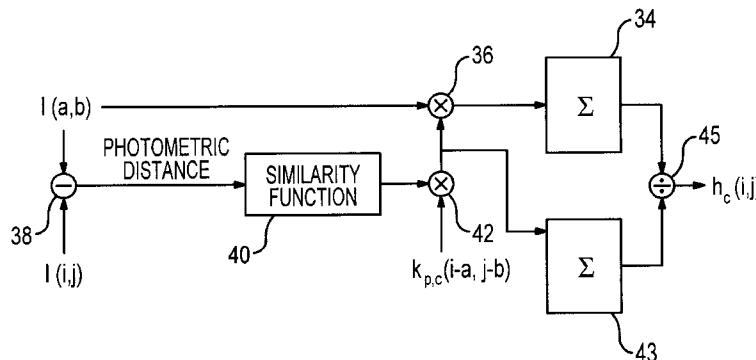 34
36
I(a,b)
Σ
PHOTOMETRIC
DISTANCE
45
SIMILARITY
FUNCTION
h_c(i,j)
38
40
42
I(i,j)
k_p,c(i-a, j-b)
Σ
43